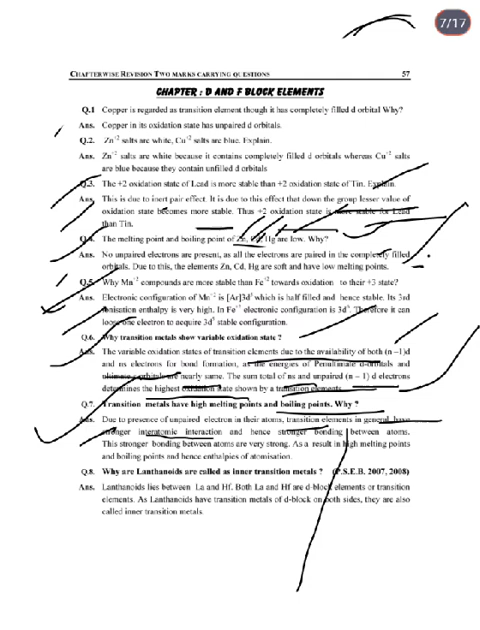 7/17
CHAPTERWISE REVISION TWO MARKS CARRYING QUESTIONS 57
CHAPTER : D AND F BLOCK ELEMENTS
Q.1 Copper is regarded as transition element though it has completely filled d orbital Why?
Ans. Copper in its oxidation state has unpaired d orbitals.
Q.2. Zn⁺² salts are white, Cu⁺² salts are blue. Explain.
Ans. Zn⁺² salts are white because it contains completely filled d orbitals whereas Cu⁺² salts
are blue because they contain unfilled d orbitals
Q.3. The +2 oxidation state of Lead is more stable than +2 oxidation state of Tin. Explain.
Ans. This is due to inert pair effect. It is due to this effect that down the group lesser value of
oxidation state becomes more stable. Thus +2 oxidation state is more stable for Lead
than Tin.
Q.4. The melting point and boiling point of Zn, Cd, Hg are low. Why?
Ans. No unpaired electrons are present, as all the electrons are paired in the completely filled
orbitals. Due to this, the elements Zn, Cd, Hg are soft and have low melting points.
Q.5. Why Mn⁺² compounds are more stable than Fe⁺² towards oxidation to their +3 state?
Ans. Electronic configuration of Mn⁺² is [Ar]3d⁵ which is half filled and hence stable. Its 3rd
ionisation enthalpy is very high. In Fe⁺² electronic configuration is 3d⁶. Therefore it can
loose one electron to acquire 3d⁵ stable configuration.
Q.6. Why transition metals show variable oxidation state ?
Ans. The variable oxidation states of transition elements due to the availability of both (n –1)d
and ns electrons for bond formation, as the energies of Penultimate d-orbitals and
ultimate orbitals are nearly same. The sum total of ns and unpaired (n – 1) d electrons
determines the highest oxidation state shown by a transition elements.
Q.7. Transition metals have high melting points and boiling points. Why ?
Ans. Due to presence of unpaired electron in their atoms, transition elements in general, have
stronger interatomic interaction and hence stronger bonding between atoms.
This stronger bonding between atoms are very strong. As a result in high melting points
and boiling points and hence enthalpies of atomisation.
Q.8. Why are Lanthanoids are called as inner transition metals ? (P.S.E.B. 2007, 2008)
Ans. Lanthanoids lies between La and Hf. Both La and Hf are d-block elements or transition
elements. As Lanthanoids have transition metals of d-block on both sides, they are also
called inner transition metals.